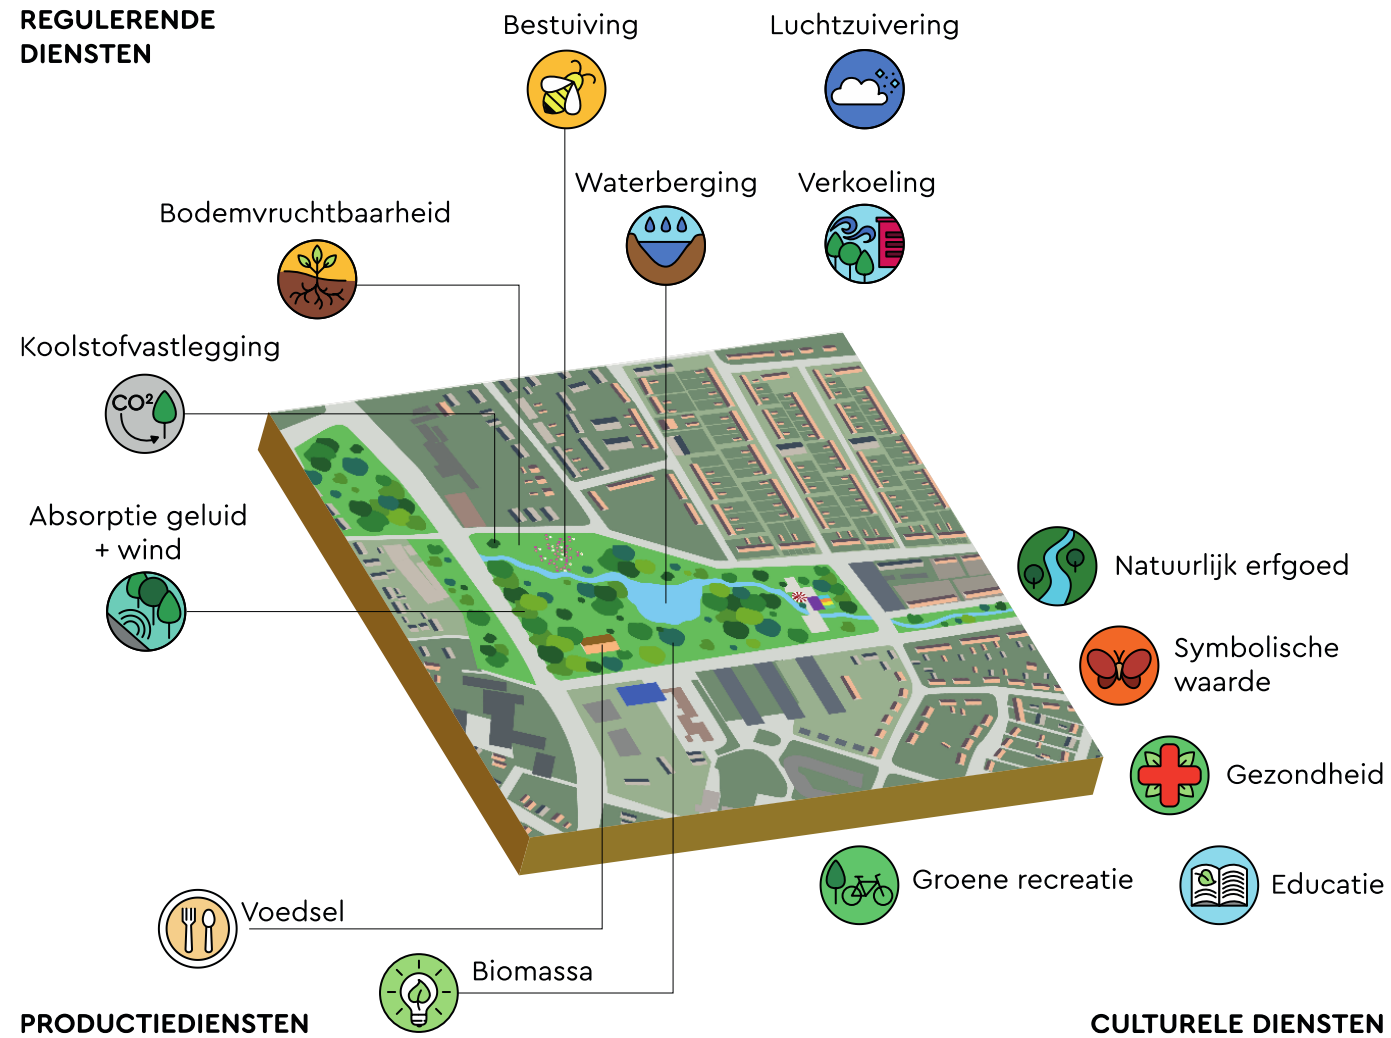 REGULERENDE
DIENSTEN
Bestuiving
Luchtzuivering
Waterberging
Verkoeling
Bodemvruchtbaarheid
Koolstofvastlegging
CO²
Absorptie geluid
+ wind
Natuurlijk erfgoed
Symbolische
waarde
Gezondheid
Groene recreatie
Educatie
Voedsel
Biomassa
PRODUCTIEDIENSTEN
CULTURELE DIENSTEN